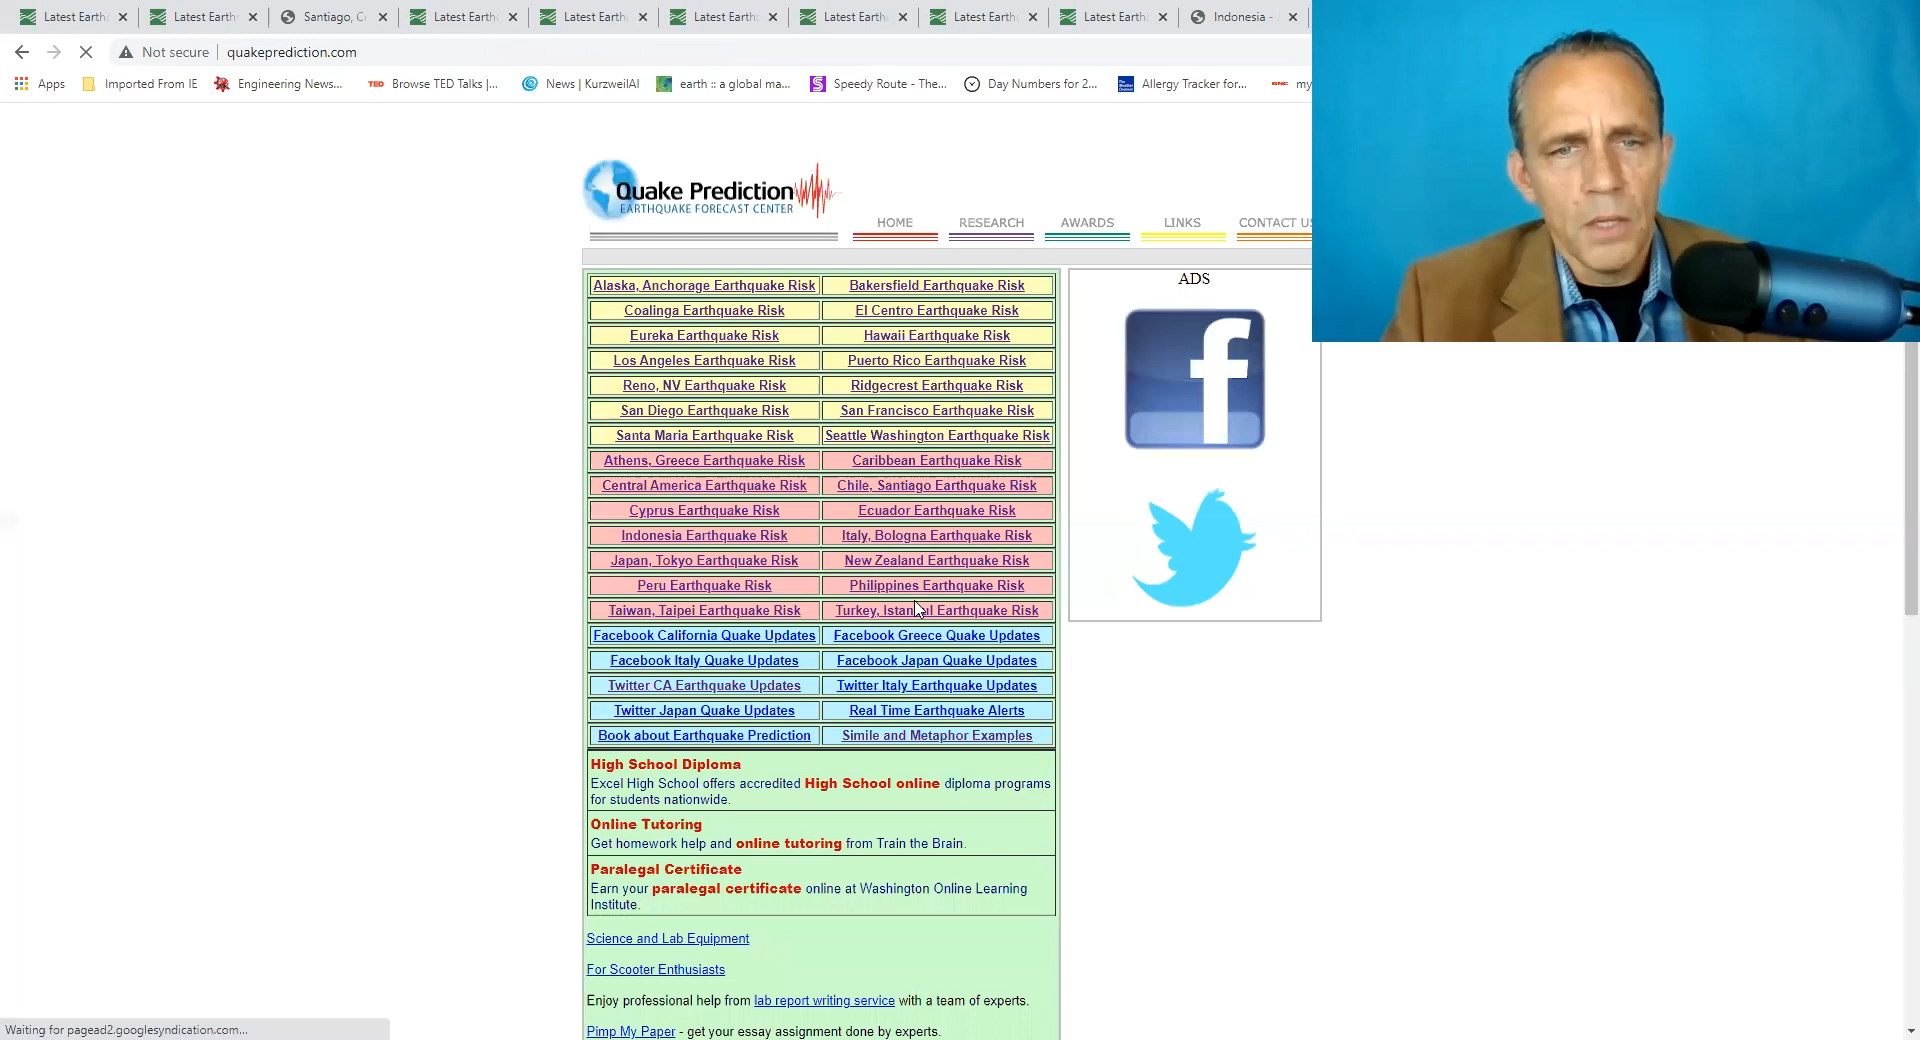 Latest Earth
Latest Earth
Santiago, C
Latest Earth
Latest Earth
Latest Earth
Latest Earth
Latest Earth
Latest Earth
Indonesia -
Not secure
quakeprediction.com
Apps
Imported From IE
Engineering News...
TED
Browse TED Talks |...
News | KurzweilAI
earth :: a global ma...
Speedy Route - The...
Day Numbers for 2...
Allergy Tracker for...
GNC
my
Quake Prediction
EARTHQUAKE FORECAST CENTER
HOME
RESEARCH
AWARDS
LINKS
CONTACT US
Alaska, Anchorage Earthquake Risk
Bakersfield Earthquake Risk
Coalinga Earthquake Risk
El Centro Earthquake Risk
Eureka Earthquake Risk
Hawaii Earthquake Risk
Los Angeles Earthquake Risk
Puerto Rico Earthquake Risk
Reno, NV Earthquake Risk
Ridgecrest Earthquake Risk
San Diego Earthquake Risk
San Francisco Earthquake Risk
Santa Maria Earthquake Risk
Seattle Washington Earthquake Risk
Athens, Greece Earthquake Risk
Caribbean Earthquake Risk
Central America Earthquake Risk
Chile, Santiago Earthquake Risk
Cyprus Earthquake Risk
Ecuador Earthquake Risk
Indonesia Earthquake Risk
Italy, Bologna Earthquake Risk
Japan, Tokyo Earthquake Risk
New Zealand Earthquake Risk
Peru Earthquake Risk
Philippines Earthquake Risk
Taiwan, Taipei Earthquake Risk
Turkey, Istanbul Earthquake Risk
Facebook California Quake Updates
Facebook Greece Quake Updates
Facebook Italy Quake Updates
Facebook Japan Quake Updates
Twitter CA Earthquake Updates
Twitter Italy Earthquake Updates
Twitter Japan Quake Updates
Real Time Earthquake Alerts
Book about Earthquake Prediction
Simile and Metaphor Examples
High School Diploma
Excel High School offers accredited High School online diploma programs
for students nationwide.
Online Tutoring
Get homework help and online tutoring from Train the Brain.
Paralegal Certificate
Earn your paralegal certificate online at Washington Online Learning
Institute.
Science and Lab Equipment
For Scooter Enthusiasts
Enjoy professional help from lab report writing service with a team of experts.
Pimp My Paper - get your essay assignment done by experts.
ADS
f
Waiting for pagead2.googlesyndication.com...